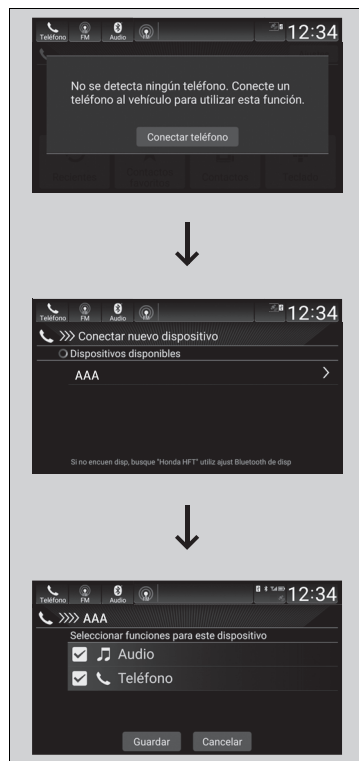 Teléfono FM Audio 12:34
No se detecta ningún teléfono. Conecte un
teléfono al vehículo para utilizar esta función.
Conectar teléfono
Teléfono FM Audio 12:34
Conectar nuevo dispositivo
Dispositivos disponibles
AAA
Si no encuen disp, busque "Honda HFT" utiliz ajust Bluetooth de disp
Teléfono FM Audio 12:34
AAA
Seleccionar funciones para este dispositivo
Audio
Teléfono
Guardar Cancelar